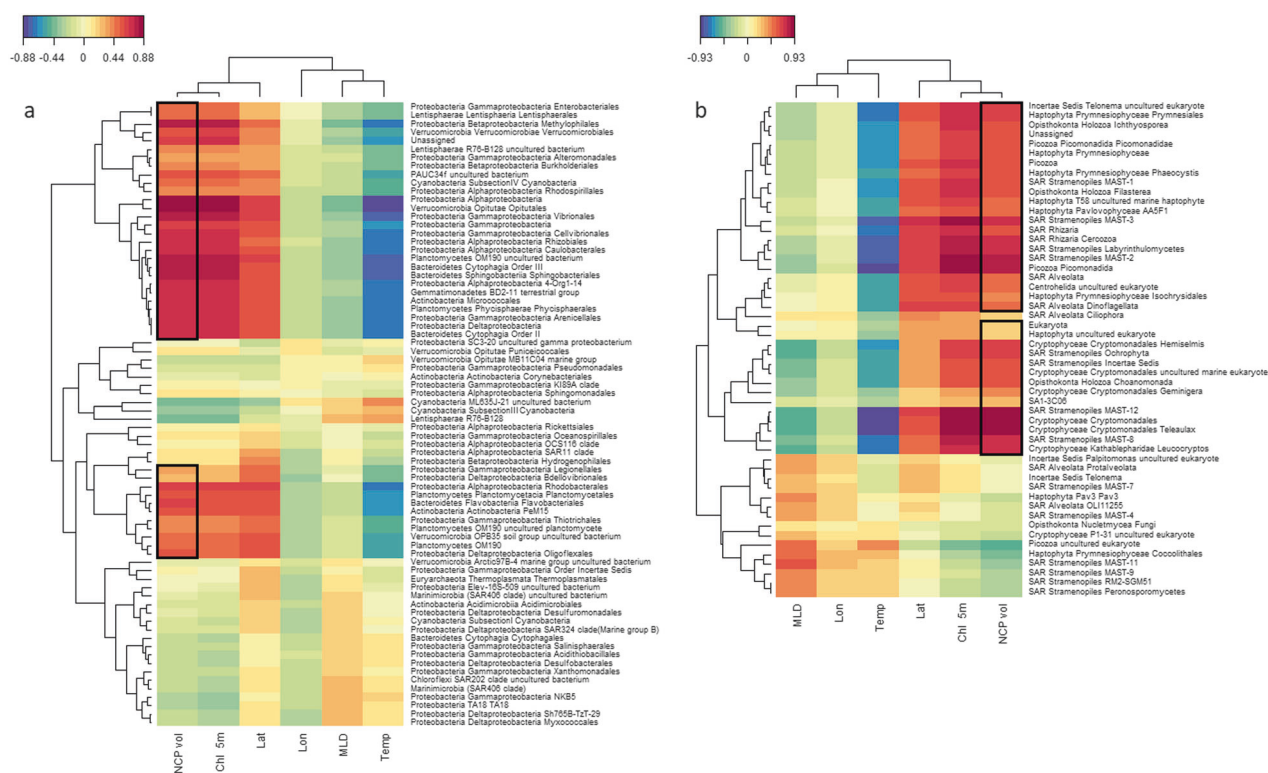 -0.88 -0.44 0 0.44 0.88
a
Proteobacteria Gammaproteobacteria Enterobacteriales
Lentisphaerae Lentisphaeria Lentisphaerales
Proteobacteria Betaproteobacteria Methylophilales
Verrucomicrobia Verrucomicrobiae Verrucomicrobiales
Unassigned
Lentisphaerae R76-B128 uncultured bacterium
Proteobacteria Gammaproteobacteria Alteromonadales
Proteobacteria Betaproteobacteria Burkholderiales
PAUC34f uncultured bacterium
Cyanobacteria SubsectionIV Cyanobacteria
Proteobacteria Alphaproteobacteria Rhodospirillales
Proteobacteria Alphaproteobacteria
Verrucomicrobia Opitutae Opitutales
Proteobacteria Gammaproteobacteria Vibrionales
Proteobacteria Gammaproteobacteria
Proteobacteria Gammaproteobacteria Cellvibrionales
Proteobacteria Alphaproteobacteria Rhizobiales
Proteobacteria Alphaproteobacteria Caulobacterales
Planctomycetes OM190 uncultured bacterium
Bacteroidetes Cytophagia Order III
Bacteroidetes Sphingobacteriia Sphingobacteriales
Proteobacteria Alphaproteobacteria 4-Org1-14
Gemmatimonadetes BD2-11 terrestrial group
Actinobacteria Micrococcales
Planctomycetes Phycisphaerae Phycisphaerales
Proteobacteria Gammaproteobacteria Arenicellales
Proteobacteria Deltaproteobacteria
Bacteroidetes Cytophagia Order II
Proteobacteria SC3-20 uncultured gamma proteobacterium
Verrucomicrobia Opitutae Puniceicoccales
Verrucomicrobia Opitutae MB11C04 marine group
Proteobacteria Gammaproteobacteria Pseudomonadales
Actinobacteria Actinobacteria Corynebacteriales
Proteobacteria Gammaproteobacteria KI89A clade
Proteobacteria Alphaproteobacteria Sphingomonadales
Cyanobacteria ML635J-21 uncultured bacterium
Cyanobacteria SubsectionIII Cyanobacteria
Lentisphaerae R76-B128
Proteobacteria Alphaproteobacteria Rickettsiales
Proteobacteria Gammaproteobacteria Oceanospirillales
Proteobacteria Alphaproteobacteria OCS116 clade
Proteobacteria Alphaproteobacteria SAR11 clade
Proteobacteria Betaproteobacteria Hydrogenophilales
Proteobacteria Gammaproteobacteria Legionellales
Proteobacteria Deltaproteobacteria Bdellovibrionales
Proteobacteria Alphaproteobacteria Rhodobacterales
Planctomycetes Planctomycetacia Planctomycetales
Bacteroidetes Flavobacteriia Flavobacteriales
Actinobacteria Actinobacteria PeM15
Proteobacteria Gammaproteobacteria Thiotrichales
Planctomycetes OM190 uncultured planctomycete
Verrucomicrobia OPB35 soil group uncultured bacterium
Planctomycetes OM190
Proteobacteria Deltaproteobacteria Oligoflexales
Verrucomicrobia Arctic97B-4 marine group uncultured bacterium
Proteobacteria Gammaproteobacteria Order Incertae Sedis
Euryarchaeota Thermoplasmata Thermoplasmatales
Proteobacteria Elev-16S-509 uncultured bacterium
Marinimicrobia (SAR406 clade) uncultured bacterium
Actinobacteria Acidimicrobiia Acidimicrobiales
Proteobacteria Deltaproteobacteria Desulfuromonadales
Cyanobacteria SubsectionI Cyanobacteria
Proteobacteria Deltaproteobacteria SAR324 clade(Marine group B)
Bacteroidetes Cytophagia Cytophagales
Proteobacteria Gammaproteobacteria Salinisphaerales
Proteobacteria Gammaproteobacteria Acidithiobacillales
Proteobacteria Deltaproteobacteria Desulfobacterales
Proteobacteria Gammaproteobacteria Xanthomonadales
Chloroflexi SAR202 clade uncultured bacterium
Marinimicrobia (SAR406 clade)
Proteobacteria Gammaproteobacteria NKB5
Proteobacteria TA18 TA18
Proteobacteria Deltaproteobacteria Sh765B-TzT-29
Proteobacteria Deltaproteobacteria Myxococcales
NCP vol
Chl 5m
Lat
Lon
MLD
Temp
-0.93 0 0.93
b
Incertae Sedis Telonema uncultured eukaryote
Haptophyta Prymnesiophyceae Prymnesiales
Opisthokonta Holozoa Ichthyosporea
Unassigned
Picozoa Picomonadida Picomonadidae
Haptophyta Prymnesiophyceae
Picozoa
Haptophyta Prymnesiophyceae Phaeocystis
SAR Stramenopiles MAST-1
Opisthokonta Holozoa Filasterea
Haptophyta T58 uncultured marine haptophyte
Haptophyta Pavlovophyceae AA5F1
SAR Stramenopiles MAST-3
SAR Rhizaria
SAR Rhizaria Cercozoa
SAR Stramenopiles Labyrinthulomycetes
SAR Stramenopiles MAST-2
Picozoa Picomonadida
SAR Alveolata
Centrohelida uncultured eukaryote
Haptophyta Prymnesiophyceae Isochrysidales
SAR Alveolata Dinoflagellata
SAR Alveolata Ciliophora
Eukaryota
Haptophyta uncultured eukaryote
Cryptophyceae Cryptomonadales Hemiselmis
SAR Stramenopiles Ochrophyta
SAR Stramenopiles Incertae Sedis
Cryptophyceae Cryptomonadales uncultured marine eukaryote
Opisthokonta Holozoa Choanomonada
Cryptophyceae Cryptomonadales Geminigera
SA1-3C06
SAR Stramenopiles MAST-12
Cryptophyceae Cryptomonadales
Cryptophyceae Cryptomonadales Teleaulax
SAR Stramenopiles MAST-8
Cryptophyceae Kathablepharidae Leucocryptos
Incertae Sedis Palpitomonas uncultured eukaryote
SAR Alveolata Protalveolata
Incertae Sedis Telonema
SAR Stramenopiles MAST-7
Haptophyta Pav3 Pav3
SAR Alveolata OLI11255
SAR Stramenopiles MAST-4
Opisthokonta Nucletmycea Fungi
Cryptophyceae P1-31 uncultured eukaryote
Picozoa uncultured eukaryote
Haptophyta Prymnesiophyceae Coccolithales
SAR Stramenopiles MAST-11
SAR Stramenopiles MAST-9
SAR Stramenopiles RM2-SGM51
SAR Stramenopiles Peronosporomycetes
MLD
Lon
Temp
Lat
Chl 5m
NCP vol